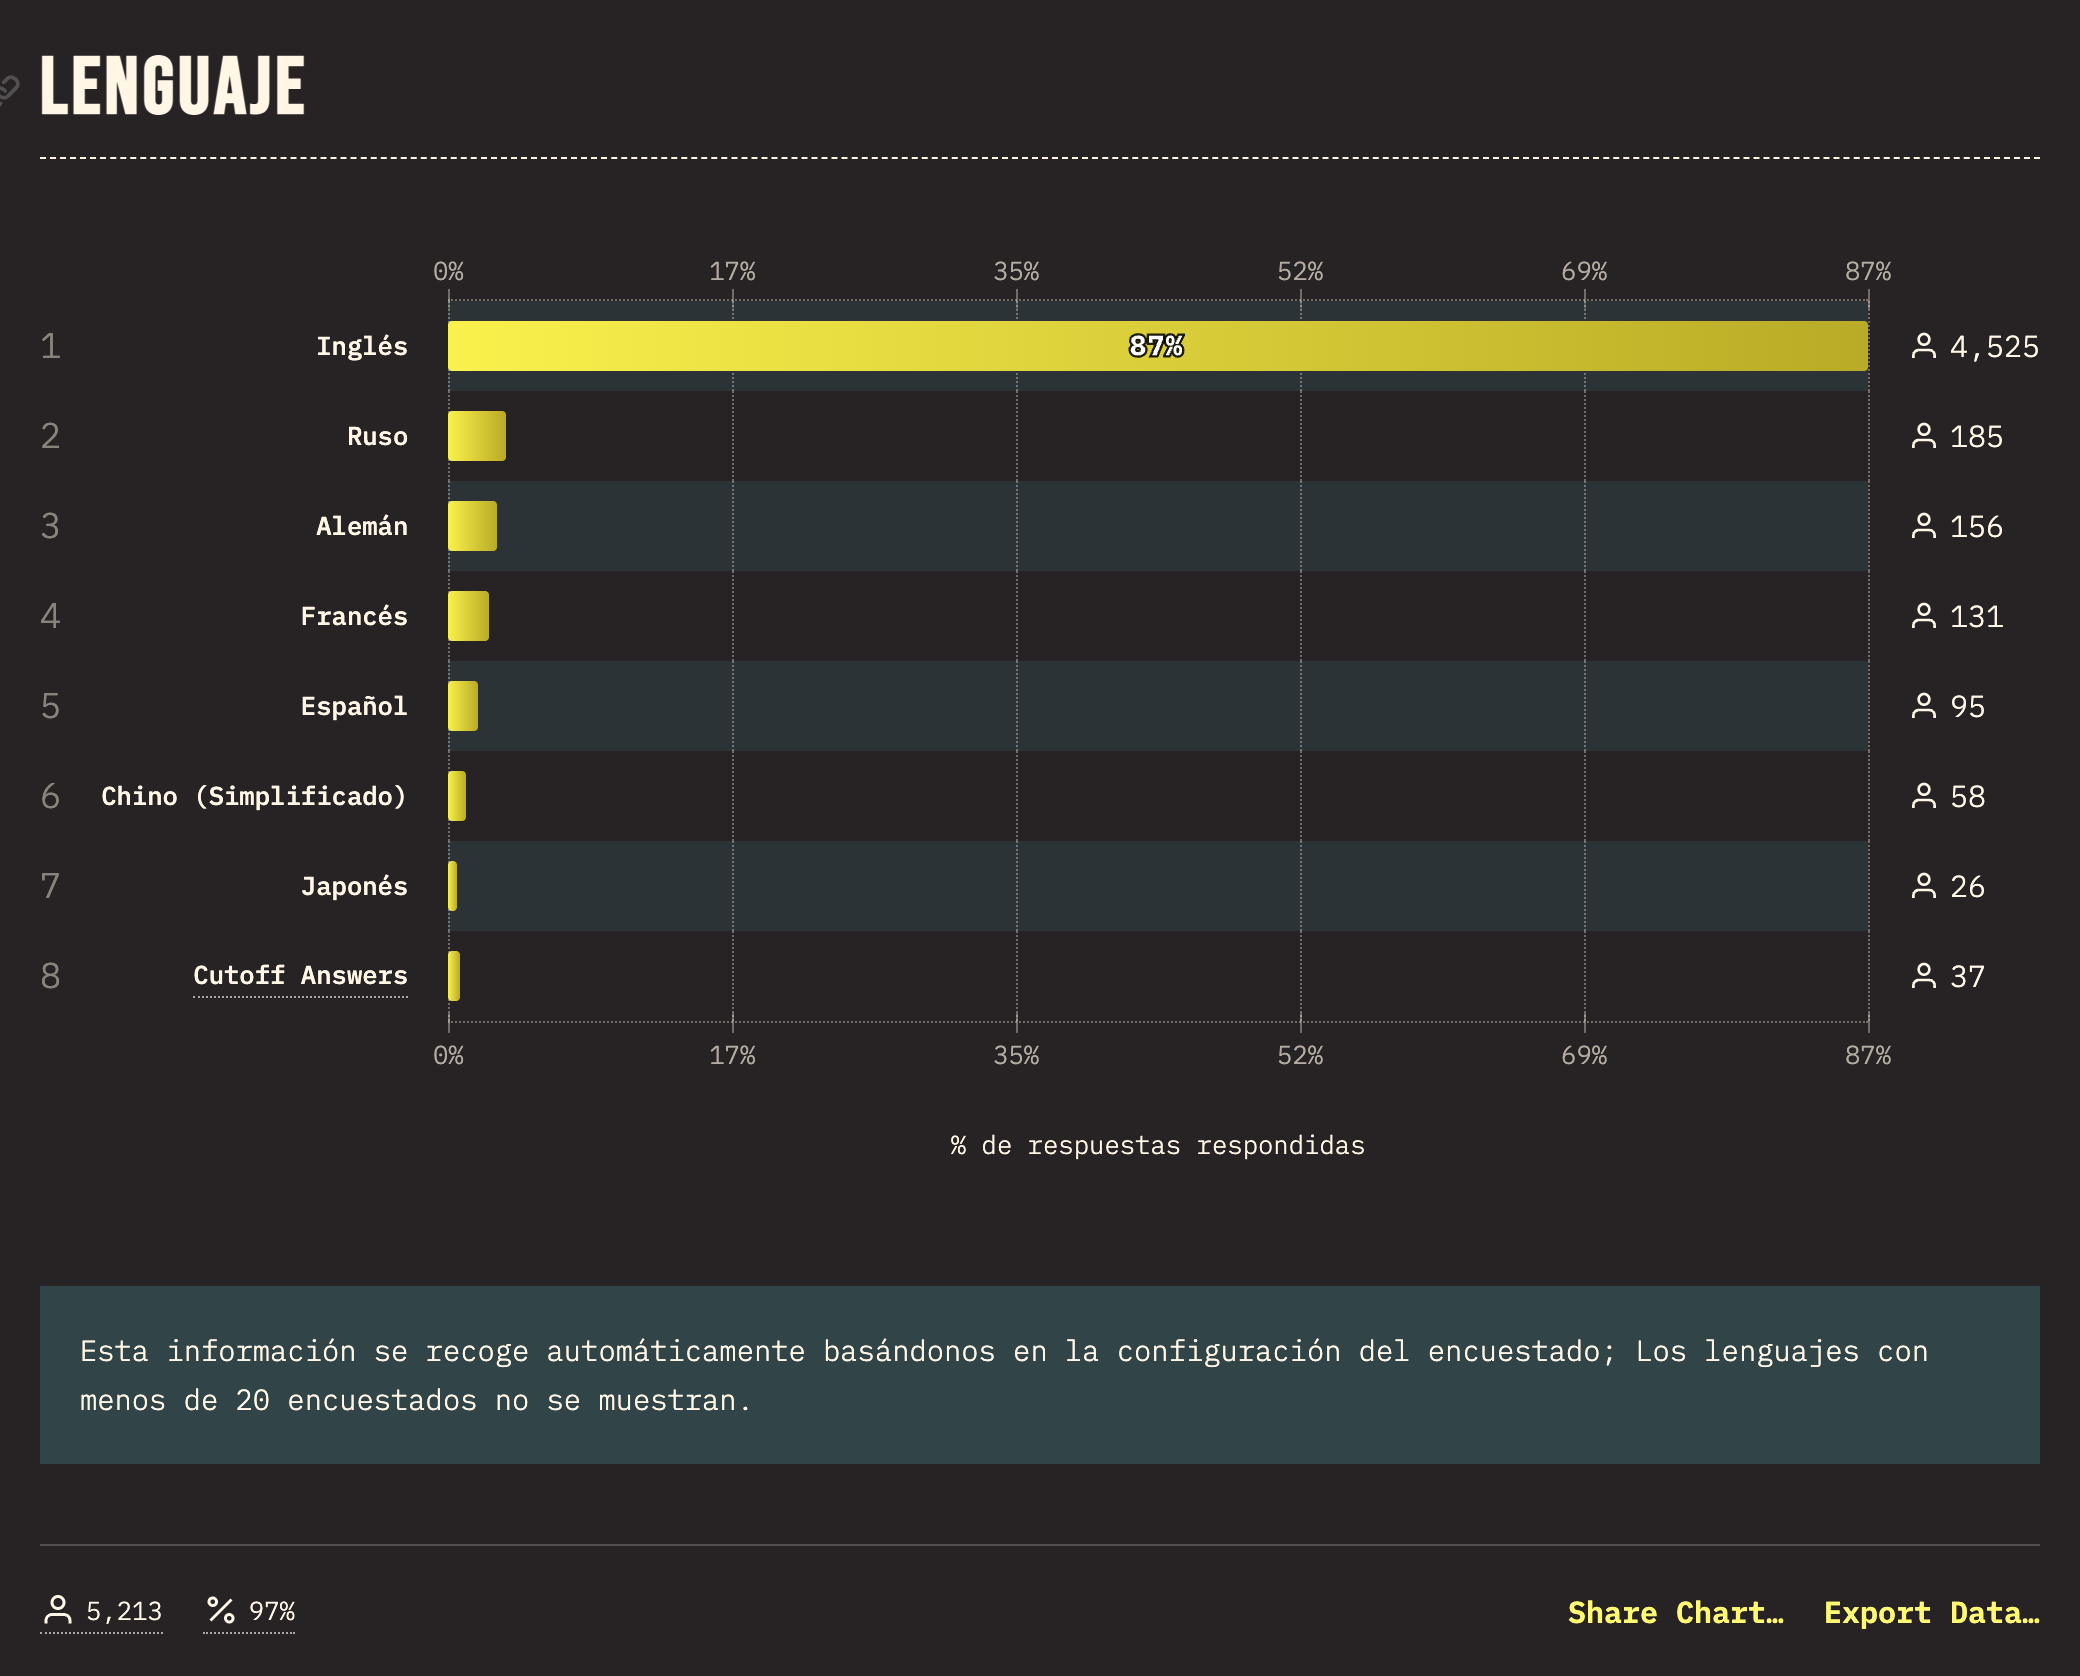 LENGUAJE
0% 17% 35% 52% 69% 87%
1 Inglés 87% 4,525
2 Ruso 185
3 Alemán 156
4 Francés 131
5 Español 95
6 Chino (Simplificado) 58
7 Japonés 26
8 Cutoff Answers 37
0% 17% 35% 52% 69% 87%
% de respuestas respondidas
Esta información se recoge automáticamente basándonos en la configuración del encuestado; Los lenguajes con
menos de 20 encuestados no se muestran.
5,213 97% Share Chart… Export Data…